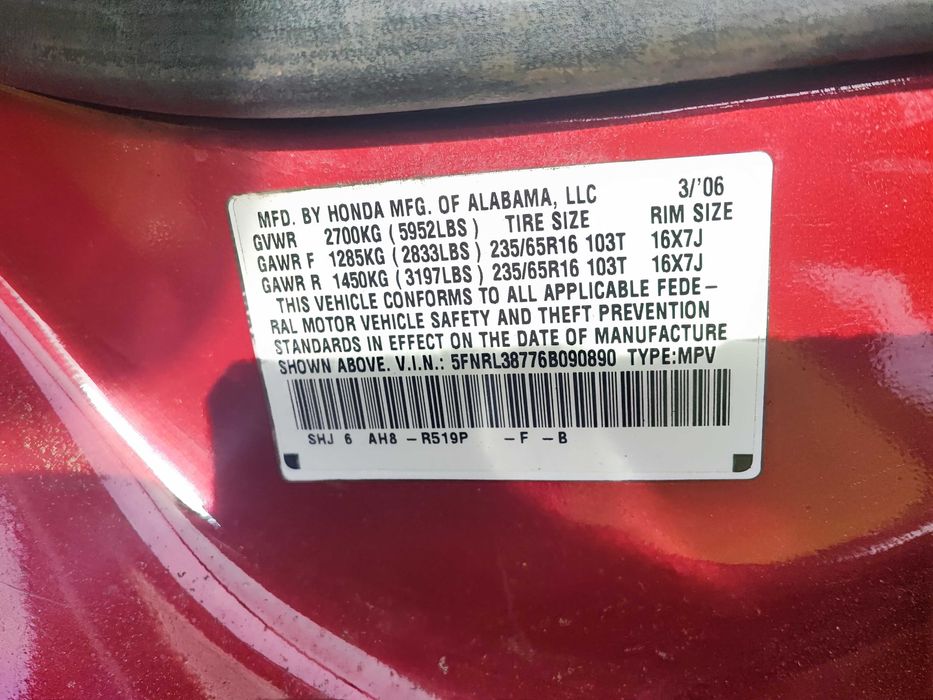 MFD. BY HONDA MFG. OF ALABAMA, LLC 3/'06
GVWR 2700KG (5952LBS) TIRE SIZE RIM SIZE
GAWR F 1285KG (2833LBS) 235/65R16 103T 16X7J
GAWR R 1450KG (3197LBS) 235/65R16 103T 16X7J
THIS VEHICLE CONFORMS TO ALL APPLICABLE FEDE-
RAL MOTOR VEHICLE SAFETY AND THEFT PREVENTION
STANDARDS IN EFFECT ON THE DATE OF MANUFACTURE
SHOWN ABOVE. V.I.N.: 5FNRL38776B090890 TYPE:MPV
SHJ 6 AH8 -R519P -F -B